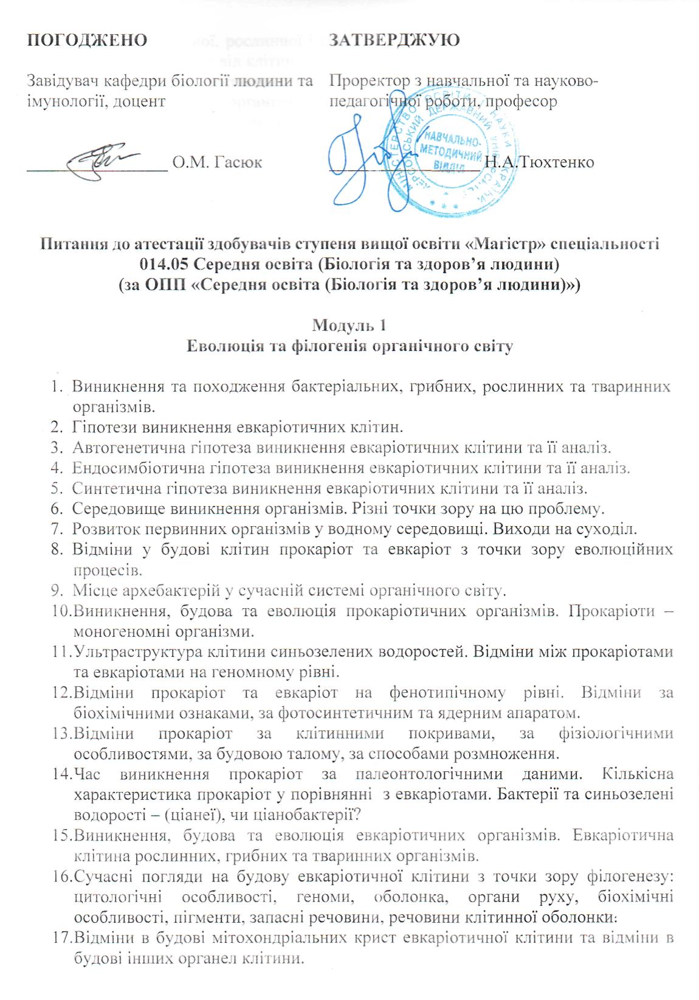 ПОГОДЖЕНО
Завідувач кафедри біології людини та
імунології, доцент
О.М. Гасюк
ЗАТВЕРДЖУЮ
Проректор з навчальної та науково-
педагогічної роботи, професор
Н.А.Тюхтенко
МІНІСТЕРСТВО ОСВІТИ І НАУКИ УКРАЇНИ
ХЕРСОНСЬКИЙ ДЕРЖАВНИЙ УНІВЕРСИТЕТ
НАВЧАЛЬНО-
МЕТОДИЧНИЙ
ВІДДІЛ
Питання до атестації здобувачів ступеня вищої освіти «Магістр» спеціальності
014.05 Середня освіта (Біологія та здоров’я людини)
(за ОПП «Середня освіта (Біологія та здоров’я людини)»)
Модуль 1
Еволюція та філогенія органічного світу
1. Виникнення та походження бактеріальних, грибних, рослинних та тваринних
організмів.
2. Гіпотези виникнення евкаріотичних клітин.
3. Автогенетична гіпотеза виникнення евкаріотичних клітини та її аналіз.
4. Ендосимбіотична гіпотеза виникнення евкаріотичних клітини та її аналіз.
5. Синтетична гіпотеза виникнення евкаріотичних клітини та її аналіз.
6. Середовище виникнення організмів. Різні точки зору на цю проблему.
7. Розвиток первинних організмів у водному середовищі. Виходи на суходіл.
8. Відміни у будові клітин прокаріот та евкаріот з точки зору еволюційних
процесів.
9. Місце архебактерій у сучасній системі органічного світу.
10.Виникнення, будова та еволюція прокаріотичних організмів. Прокаріоти –
моногеномні організми.
11.Ультраструктура клітини синьозелених водоростей. Відміни між прокаріотами
та евкаріотами на геномному рівні.
12.Відміни прокаріот та евкаріот на фенотипічному рівні. Відміни за
біохімічними ознаками, за фотосинтетичним та ядерним апаратом.
13.Відміни прокаріот за клітинними покривами, за фізіологічними
особливостями, за будовою талому, за способами розмноження.
14.Час виникнення прокаріот за палеонтологічними даними. Кількісна
характеристика прокаріот у порівнянні з евкаріотами. Бактерії та синьозелені
водорості – (ціанеї), чи ціанобактерії?
15.Виникнення, будова та еволюція евкаріотичних організмів. Евкаріотична
клітина рослинних, грибних та тваринних організмів.
16.Сучасні погляди на будову евкаріотичної клітини з точки зору філогенезу:
цитологічні особливості, геноми, оболонка, органи руху, біохімічні
особливості, пігменти, запасні речовини, речовини клітинної оболонки:
17.Відміни в будові мітохондріальних крист евкаріотичної клітини та відміни в
будові інших органел клітини.